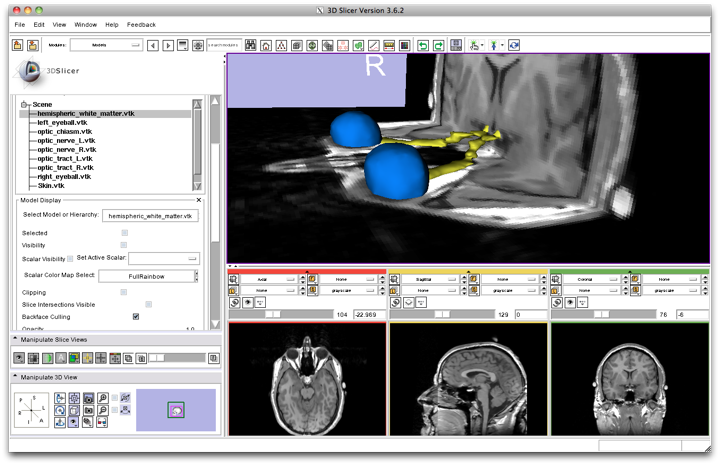 3D Slicer Version 3.6.2
File Edit View Window Help Feedback
Modules: Models
3DSlicer
R
Scene
hemispheric_white_matter.vtk
left_eyeball.vtk
optic_chiasm.vtk
optic_nerve_L.vtk
optic_nerve_R.vtk
optic_tract_L.vtk
optic_tract_R.vtk
right_eyeball.vtk
Skin.vtk
Model Display
Select Model or Hierarchy: hemispheric_white_matter.vtk
Selected
Visibility
Scalar Visibility Set Active Scalar:
Scalar Color Map Select: FullRainbow
Clipping
Slice Intersections Visible
Backface Culling
Opacity 1.0
Manipulate Slice Views
Manipulate 3D View
P S L R I A
Axial None Sagittal None Coronal None
None grayscale None grayscale None grayscale
104 -22.969 129 0 76 -6